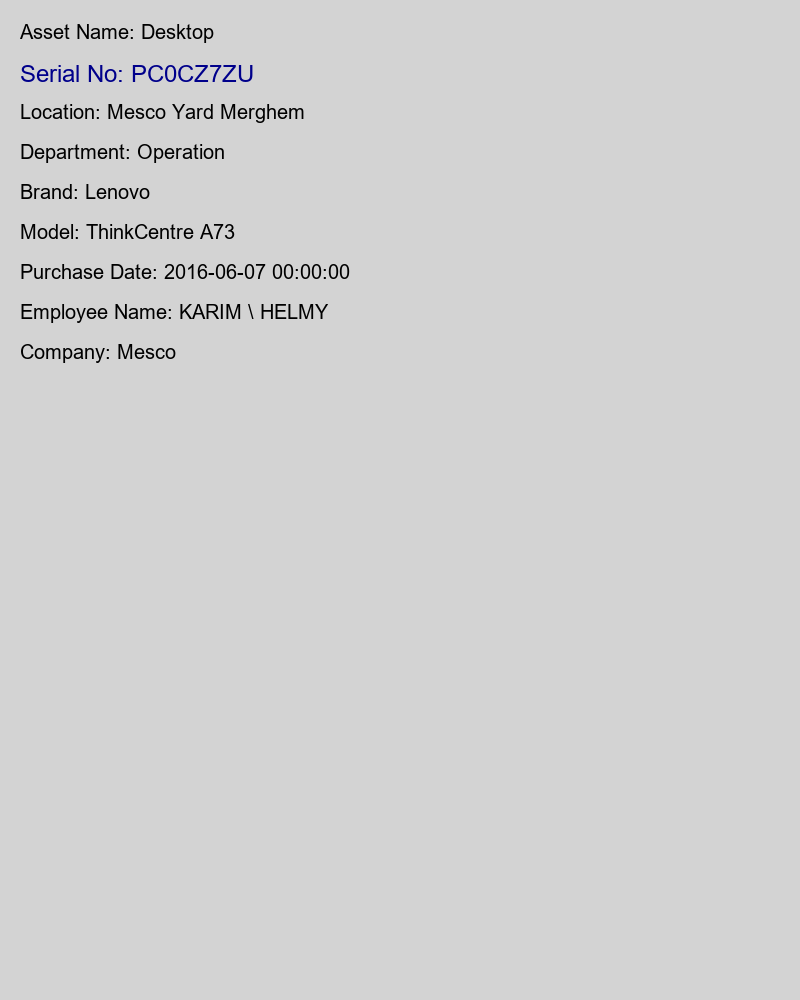 Asset Name: Desktop
Serial No: PC0CZ7ZU
Location: Mesco Yard Merghem
Department: Operation
Brand: Lenovo
Model: ThinkCentre A73
Purchase Date: 2016-06-07 00:00:00
Employee Name: KARIM \ HELMY
Company: Mesco